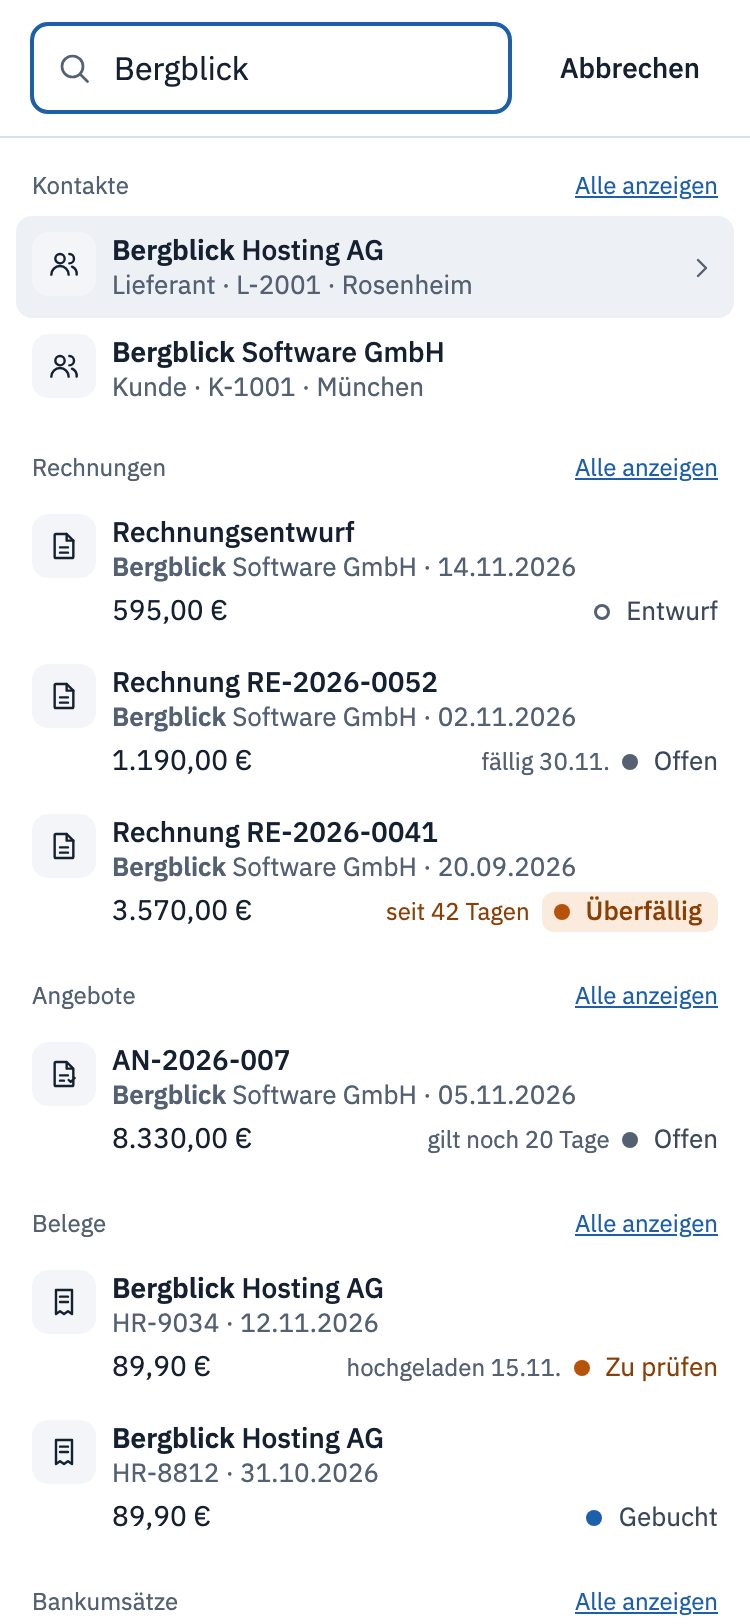 Bergblick
Abbrechen
Kontakte
Alle anzeigen
Bergblick Hosting AG
Lieferant · L-2001 · Rosenheim
Bergblick Software GmbH
Kunde · K-1001 · München
Rechnungen
Alle anzeigen
Rechnungsentwurf
Bergblick Software GmbH · 14.11.2026
595,00 €
Entwurf
Rechnung RE-2026-0052
Bergblick Software GmbH · 02.11.2026
1.190,00 €
fällig 30.11.
Offen
Rechnung RE-2026-0041
Bergblick Software GmbH · 20.09.2026
3.570,00 €
seit 42 Tagen
Überfällig
Angebote
Alle anzeigen
AN-2026-007
Bergblick Software GmbH · 05.11.2026
8.330,00 €
gilt noch 20 Tage
Offen
Belege
Alle anzeigen
Bergblick Hosting AG
HR-9034 · 12.11.2026
89,90 €
hochgeladen 15.11.
Zu prüfen
Bergblick Hosting AG
HR-8812 · 31.10.2026
89,90 €
Gebucht
Bankumsätze
Alle anzeigen